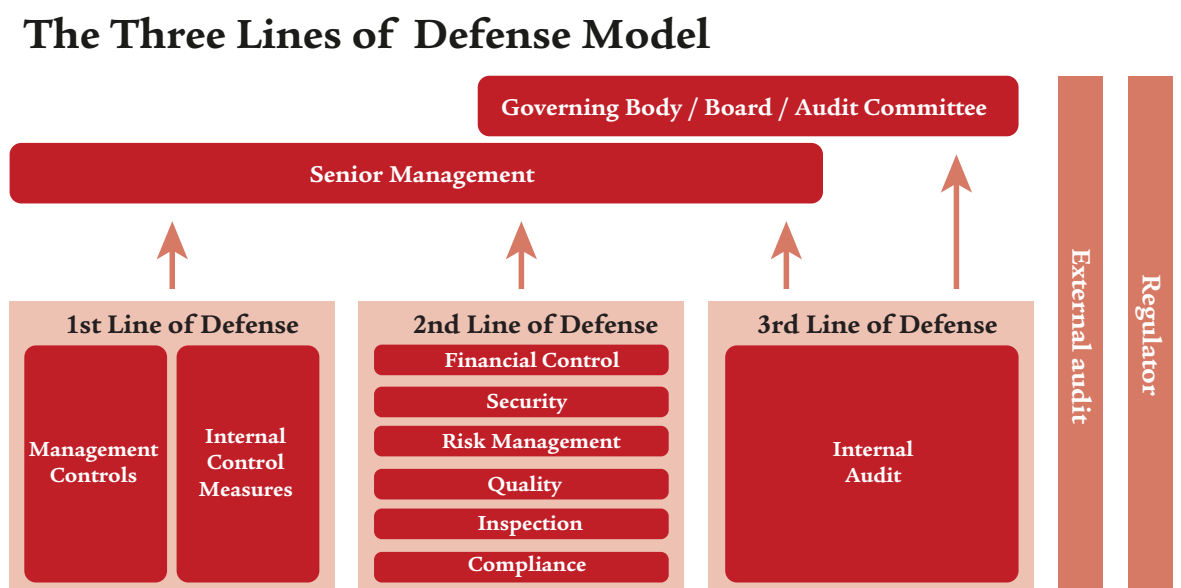 The Three Lines of Defense Model
Governing Body / Board / Audit Committee
Senior Management
1st Line of Defense
Management
Controls
Internal
Control
Measures
2nd Line of Defense
Financial Control
Security
Risk Management
Quality
Inspection
Compliance
3rd Line of Defense
Internal
Audit
External audit
Regulator